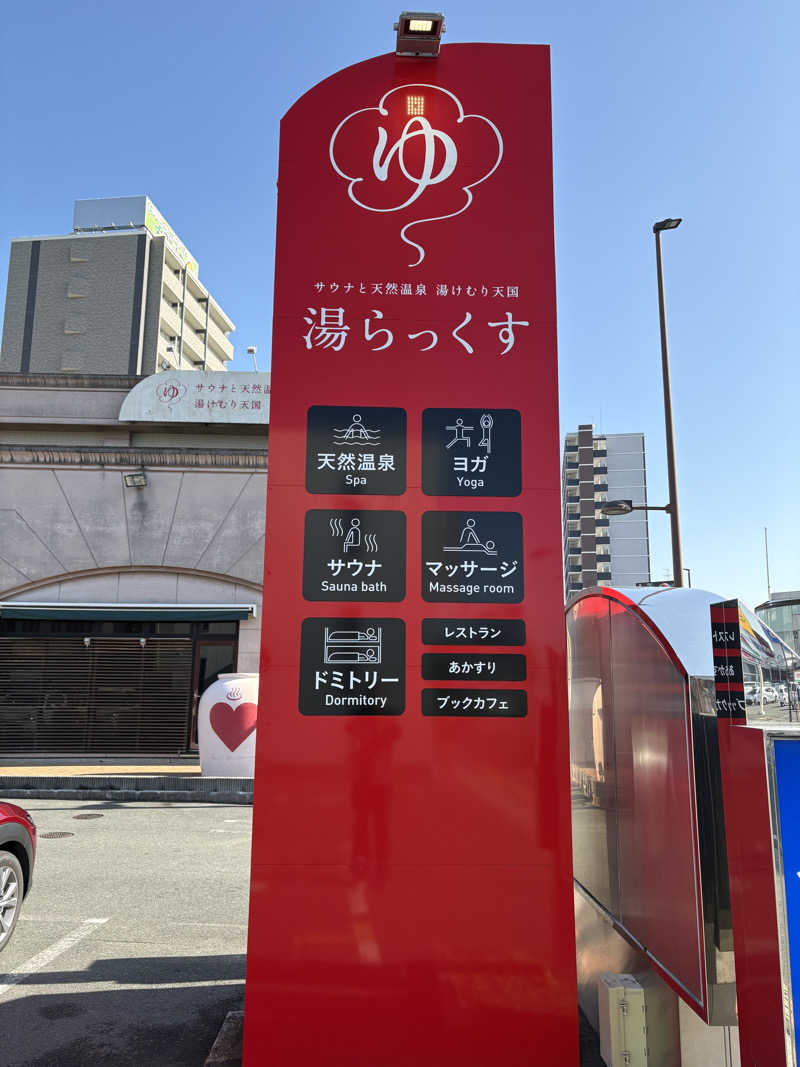 ゆ
サウナと天然温泉 湯けむり天国
湯らっくす
天然温泉
Spa
ヨガ
Yoga
サウナ
Sauna bath
マッサージ
Massage room
ドミトリー
Dormitory
レストラン
あかすり
ブックカフェ
ゆ
サウナと天然
湯けむり天国